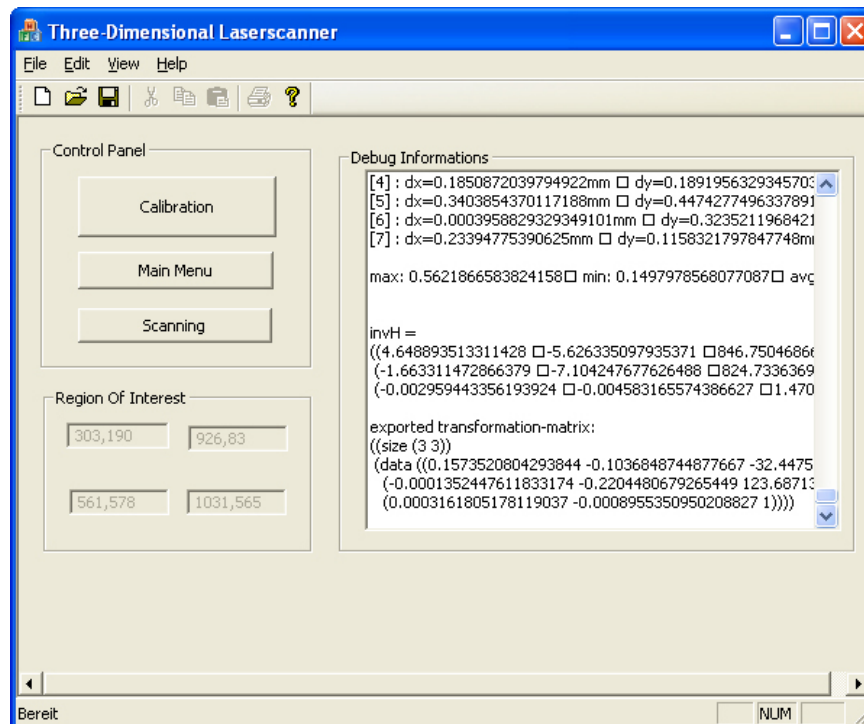 Three-Dimensional Laserscanner
File Edit View Help
Control Panel
Calibration
Main Menu
Scanning
Region Of Interest
303,190 926,83
561,578 1031,565
Debug Informations
[4] : dx=0.1850872039794922mm □ dy=0.1891956329345703
[5] : dx=0.3403854370117188mm □ dy=0.4474277496337891
[6] : dx=0.0003958829329349101mm □ dy=0.3235211968421
[7] : dx=0.23394775390625mm □ dy=0.1158321797847748m
max: 0.5621866583824158□ min: 0.1497978568077087□ avg
invH =
((4.648893513311428 □-5.626335097935371 □846.75046866
(-1.663311472866379 □-7.104247677626488 □824.7336369
(-0.002959443356193924 □-0.004583165574386627 □1.470
exported transformation-matrix:
((size (3 3))
(data ((0.1573520804293844 -0.1036848744877667 -32.4475
(-0.0001352447611833174 -0.2204480679265449 123.68713
(0.0003161805178119037 -0.0008955350950208827 1))))
Bereit NUM